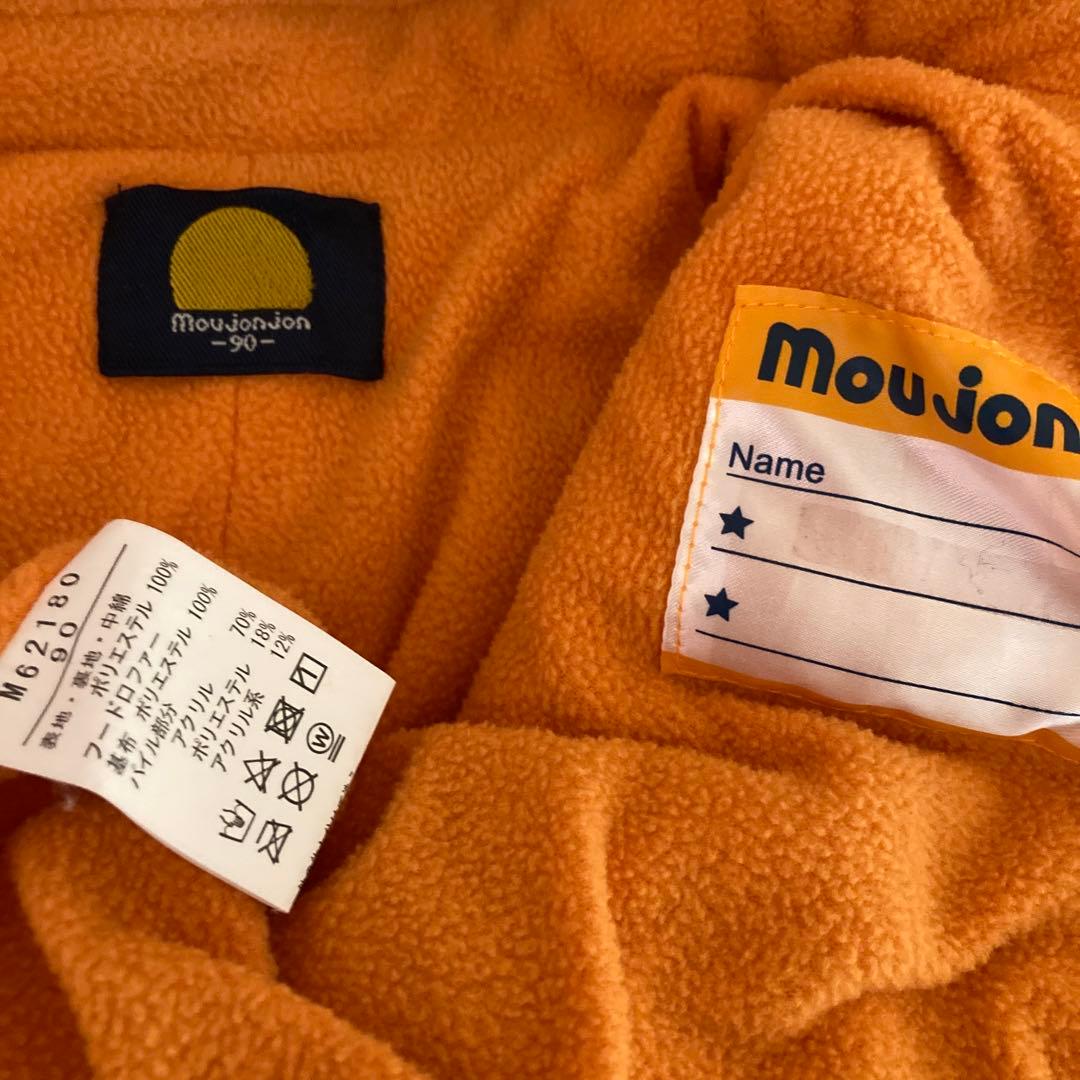 moujonjon
-90-
moujon
Name
M62180
90
表地・裏地・中綿
ポリエステル 100%
フードロファー
基布 ポリエステル 100%
パイル部分
アクリル 70%
ポリエステル 18%
アクリル系 12%
W